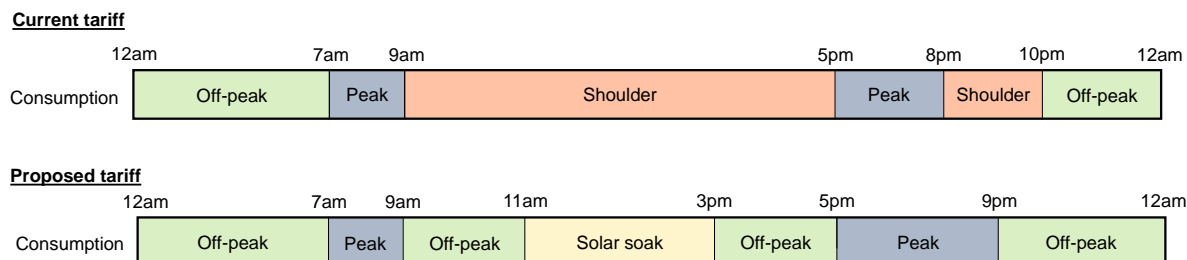 Current tariff
12am 7am 9am 5pm 8pm 10pm 12am
Consumption Off-peak Peak Shoulder Peak Shoulder Off-peak
Proposed tariff
12am 7am 9am 11am 3pm 5pm 9pm 12am
Consumption Off-peak Peak Off-peak Solar soak Off-peak Peak Off-peak